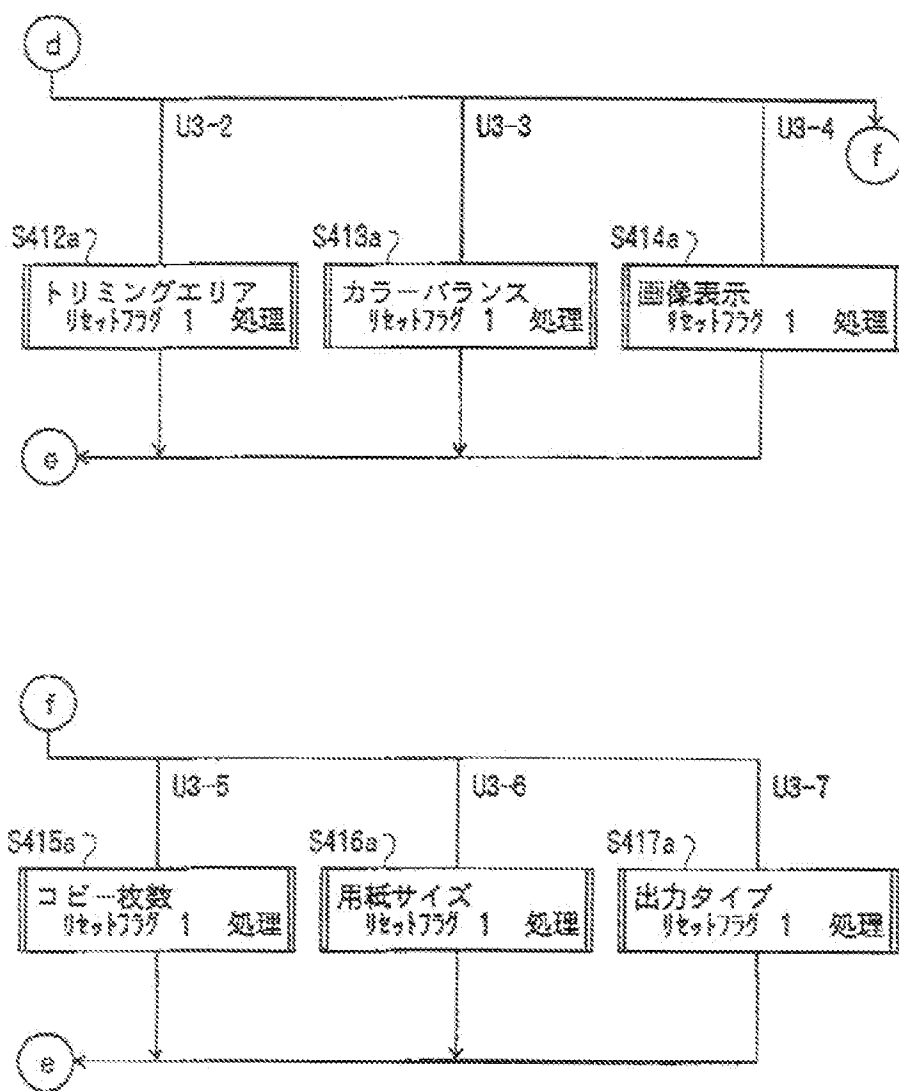 d
U3-2
U3-3
U3-4
f
S412a
S413a
S414a
トリミングエリア
リセットフラグ 1 処理
カラーバランス
リセットフラグ 1 処理
画像表示
リセットフラグ 1 処理
e
f
U3-5
U3-6
U3-7
S415a
S416a
S417a
コピー枚数
リセットフラグ 1 処理
用紙サイズ
リセットフラグ 1 処理
出力タイプ
リセットフラグ 1 処理
e